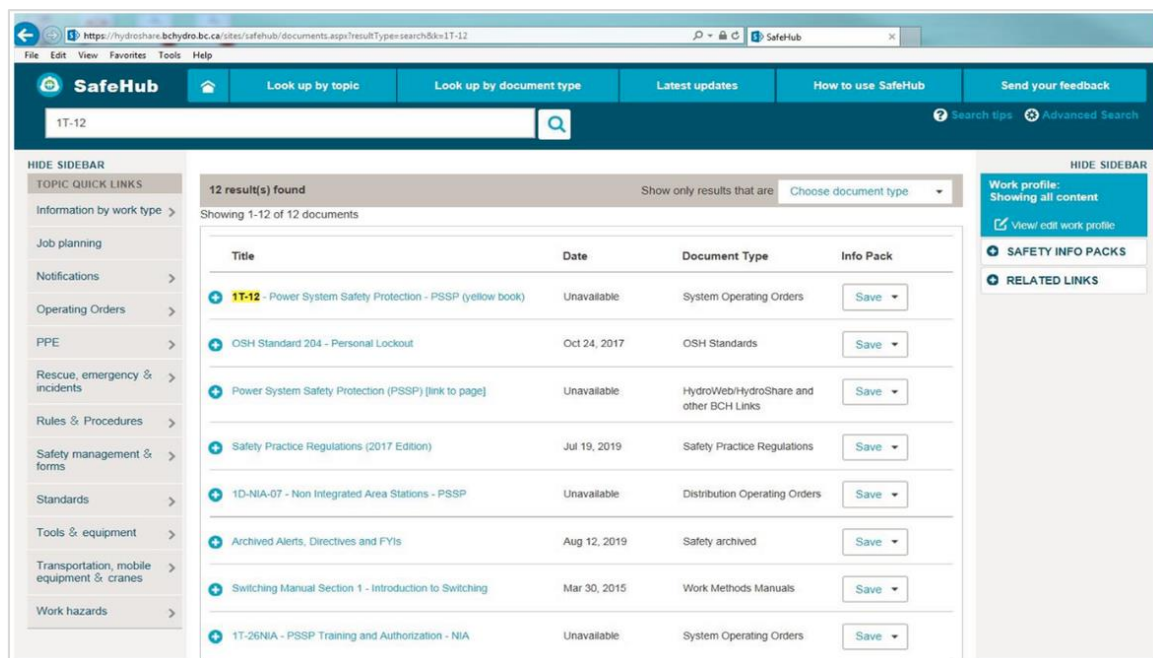 https://hydroshare.bchydro.bc.ca/sites/safehub/documents.aspx?resultType=search&k=1T-12
SafeHub
File Edit View Favorites Tools Help
SafeHub
Look up by topic
Look up by document type
Latest updates
How to use SafeHub
Send your feedback
1T-12
Search tips
Advanced Search
HIDE SIDEBAR
TOPIC QUICK LINKS
Information by work type
Job planning
Notifications
Operating Orders
PPE
Rescue, emergency &
incidents
Rules & Procedures
Safety management &
forms
Standards
Tools & equipment
Transportation, mobile
equipment & cranes
Work hazards
12 result(s) found
Show only results that are
Choose document type
Showing 1-12 of 12 documents
Title Date Document Type Info Pack
1T-12 - Power System Safety Protection - PSSP (yellow book) Unavailable System Operating Orders Save
OSH Standard 204 - Personal Lockout Oct 24, 2017 OSH Standards Save
Power System Safety Protection (PSSP) [link to page] Unavailable HydroWeb/HydroShare and
other BCH Links Save
Safety Practice Regulations (2017 Edition) Jul 19, 2019 Safety Practice Regulations Save
1D-NIA-07 - Non Integrated Area Stations - PSSP Unavailable Distribution Operating Orders Save
Archived Alerts, Directives and FYIs Aug 12, 2019 Safety archived Save
Switching Manual Section 1 - Introduction to Switching Mar 30, 2015 Work Methods Manuals Save
1T-26NIA - PSSP Training and Authorization - NIA Unavailable System Operating Orders Save
HIDE SIDEBAR
Work profile:
Showing all content
View/ edit work profile
SAFETY INFO PACKS
RELATED LINKS